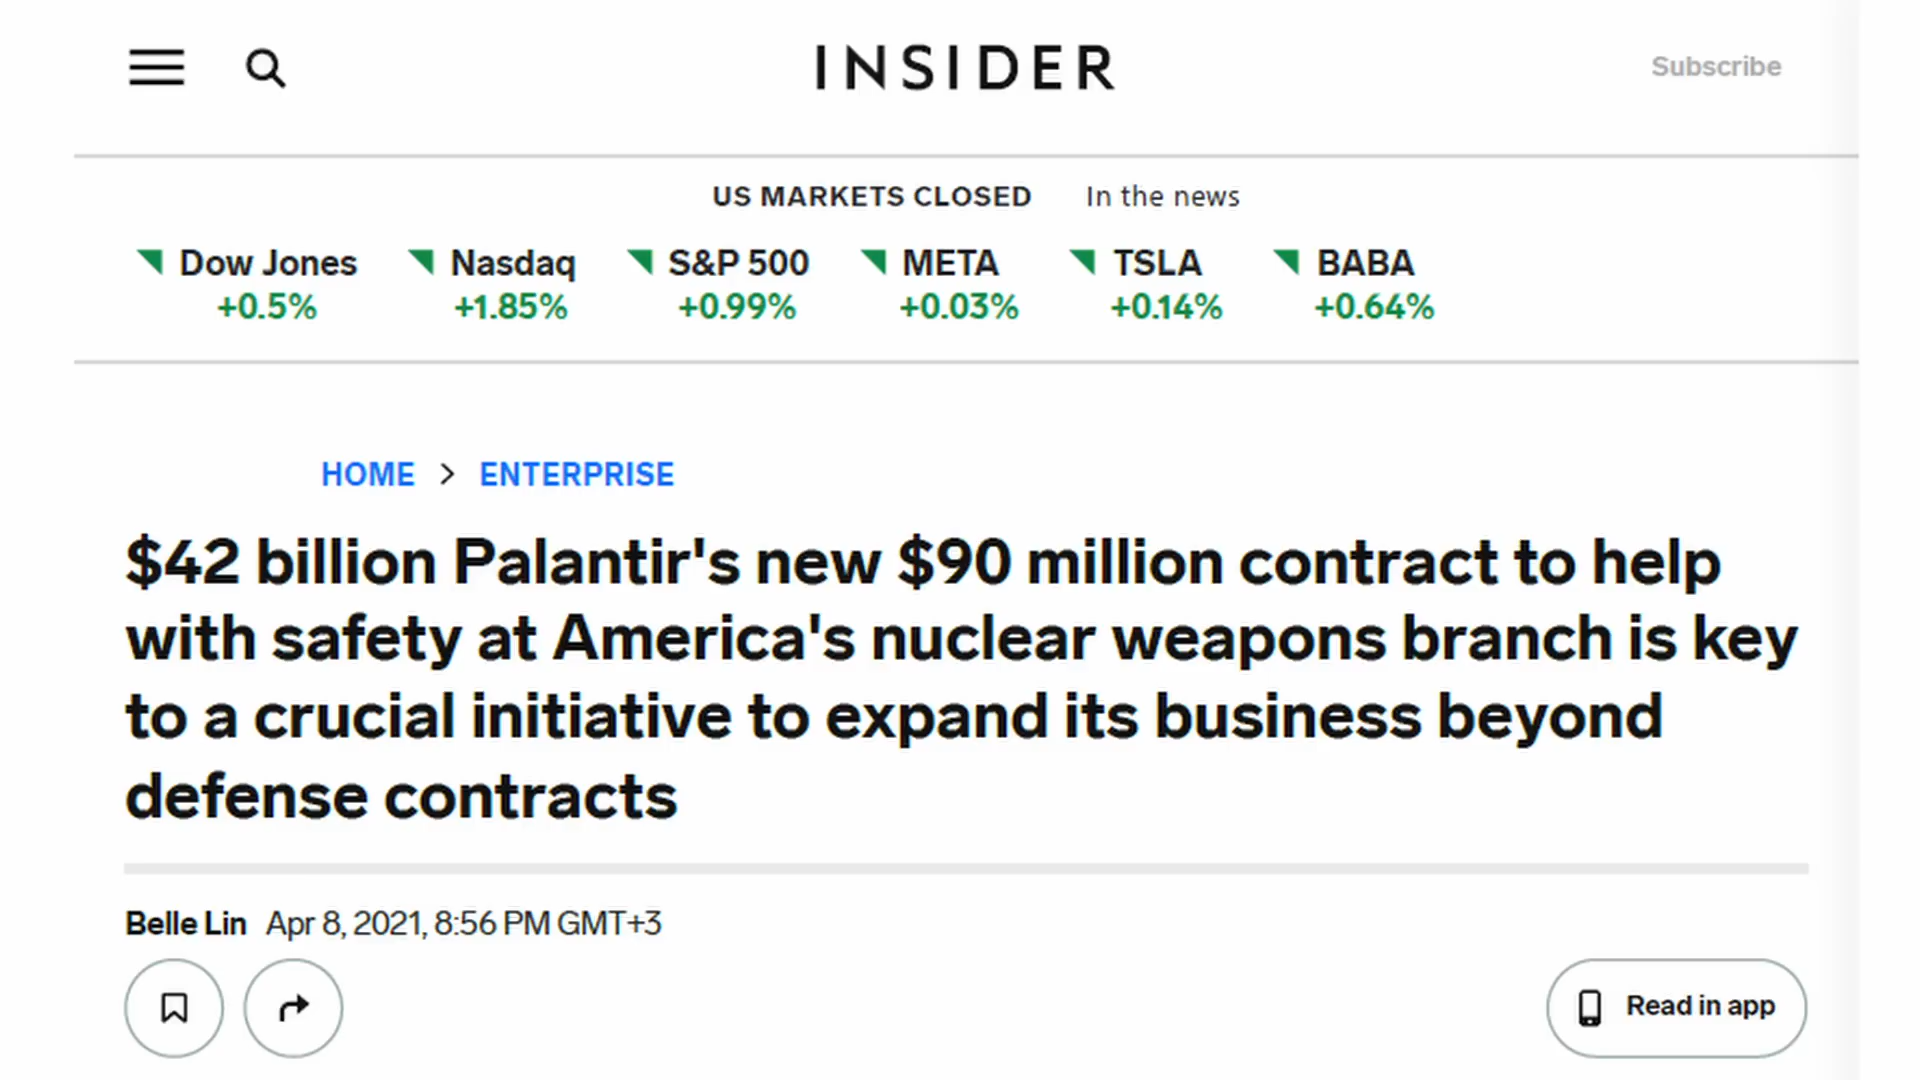 INSIDER
Subscribe
US MARKETS CLOSED In the news
Dow Jones Nasdaq S&P 500 META TSLA BABA
+0.5% +1.85% +0.99% +0.03% +0.14% +0.64%
HOME > ENTERPRISE
$42 billion Palantir's new $90 million contract to help
with safety at America's nuclear weapons branch is key
to a crucial initiative to expand its business beyond
defense contracts
Belle Lin Apr 8, 2021, 8:56 PM GMT+3
Read in app